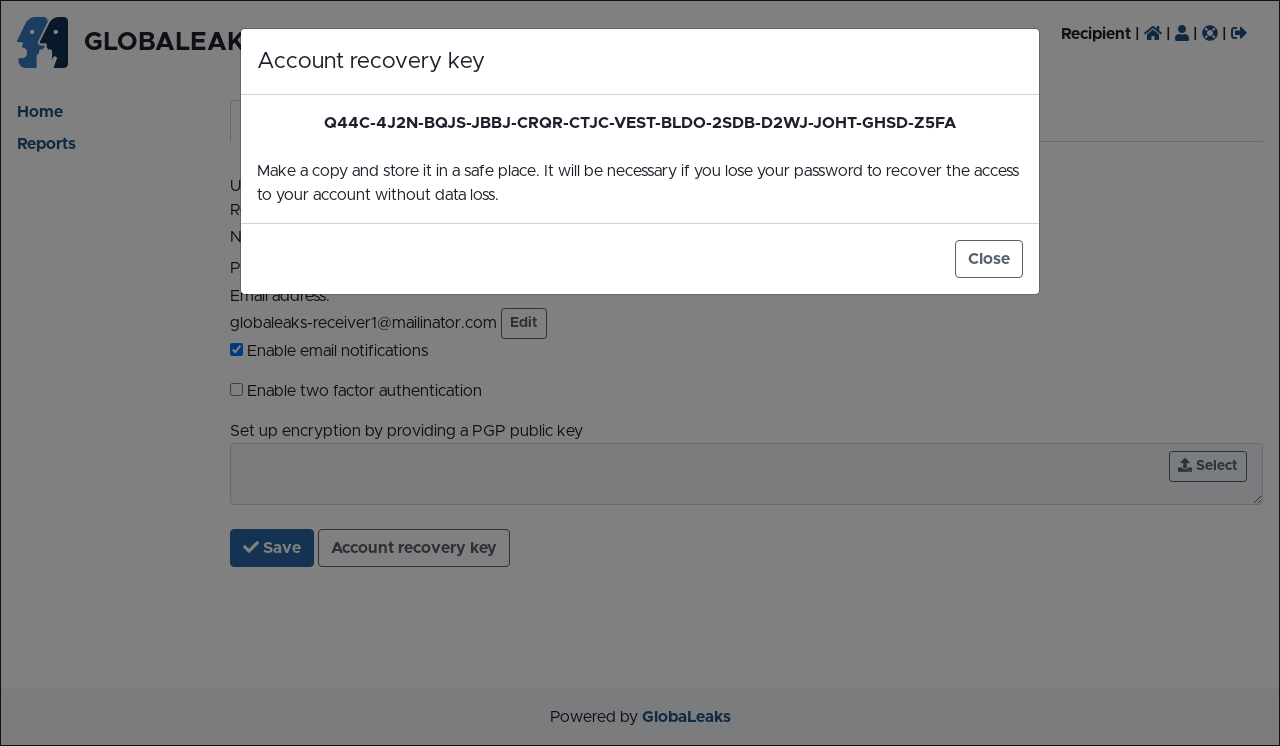 GLOBALEAK
Recipient | | | |
Account recovery key
Q44C-4J2N-BQJS-JBBJ-CRQR-CTJC-VEST-BLDO-2SDB-D2WJ-JOHT-GHSD-Z5FA
Make a copy and store it in a safe place. It will be necessary if you lose your password to recover the access
to your account without data loss.
Close
Home
Reports
Email address:
globaleaks-receiver1@mailinator.com Edit
Enable email notifications
Enable two factor authentication
Set up encryption by providing a PGP public key
Select
Save Account recovery key
Powered by GlobaLeaks